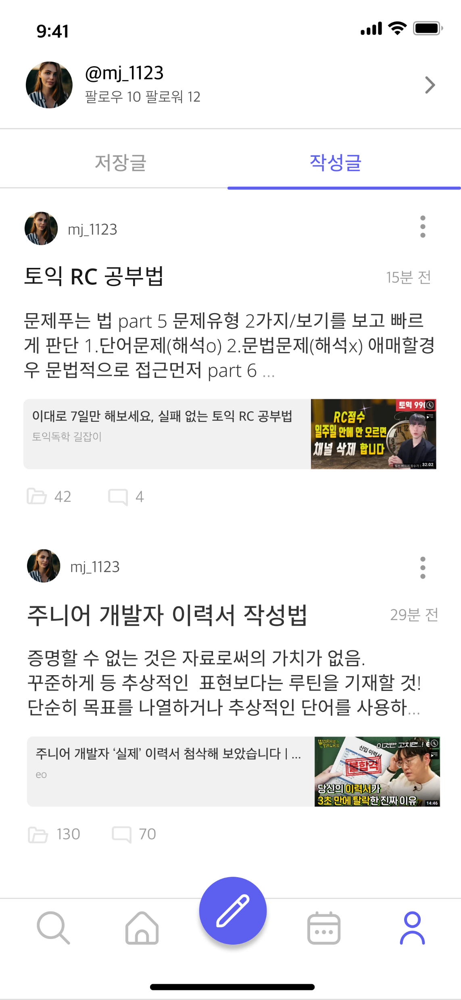 9:41
@mj_1123
팔로우 10 팔로워 12
저장글
작성글
mj_1123
토익 RC 공부법
15분 전
문제푸는 법 part 5 문제유형 2가지/보기를 보고 빠르
게 판단 1.단어문제(해석o) 2.문법문제(해석x) 애매할경
우 문법적으로 접근먼저 part 6 ...
이대로 7일만 해보세요, 실패 없는 토익 RC 공부법
토익독학 길잡이
토익 990
RC점수
일주일 안에 안 오르면
채널 삭제 합니다
32:02
42
4
mj_1123
주니어 개발자 이력서 작성법
29분 전
증명할 수 없는 것은 자료로써의 가치가 없음.
꾸준하게 등 추상적인  표현보다는 루틴을 기재할 것!
단순히 목표를 나열하거나 추상적인 단어를 사용하...
주니어 개발자 ‘실제’ 이력서 첨삭해 보았습니다 | ...
eo
WORKIE TALKIE
이것만 고치면..!
신입 이력서
불합격
당신의 이력서가
3초 만에 탈락한 진짜 이유
14:46
130
70